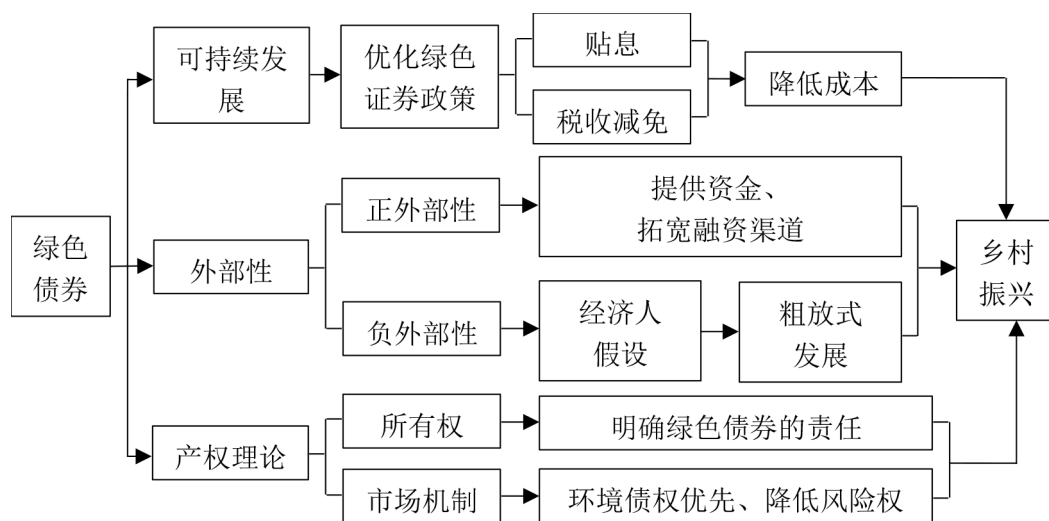 绿色
债券
可持续发
展
优化绿色
证券政策
贴息
税收减免
降低成本
外部性
正外部性
提供资金、
拓宽融资渠道
负外部性
经济人
假设
粗放式
发展
产权理论
所有权
明确绿色债券的责任
市场机制
环境债权优先、降低风险权
乡村
振兴